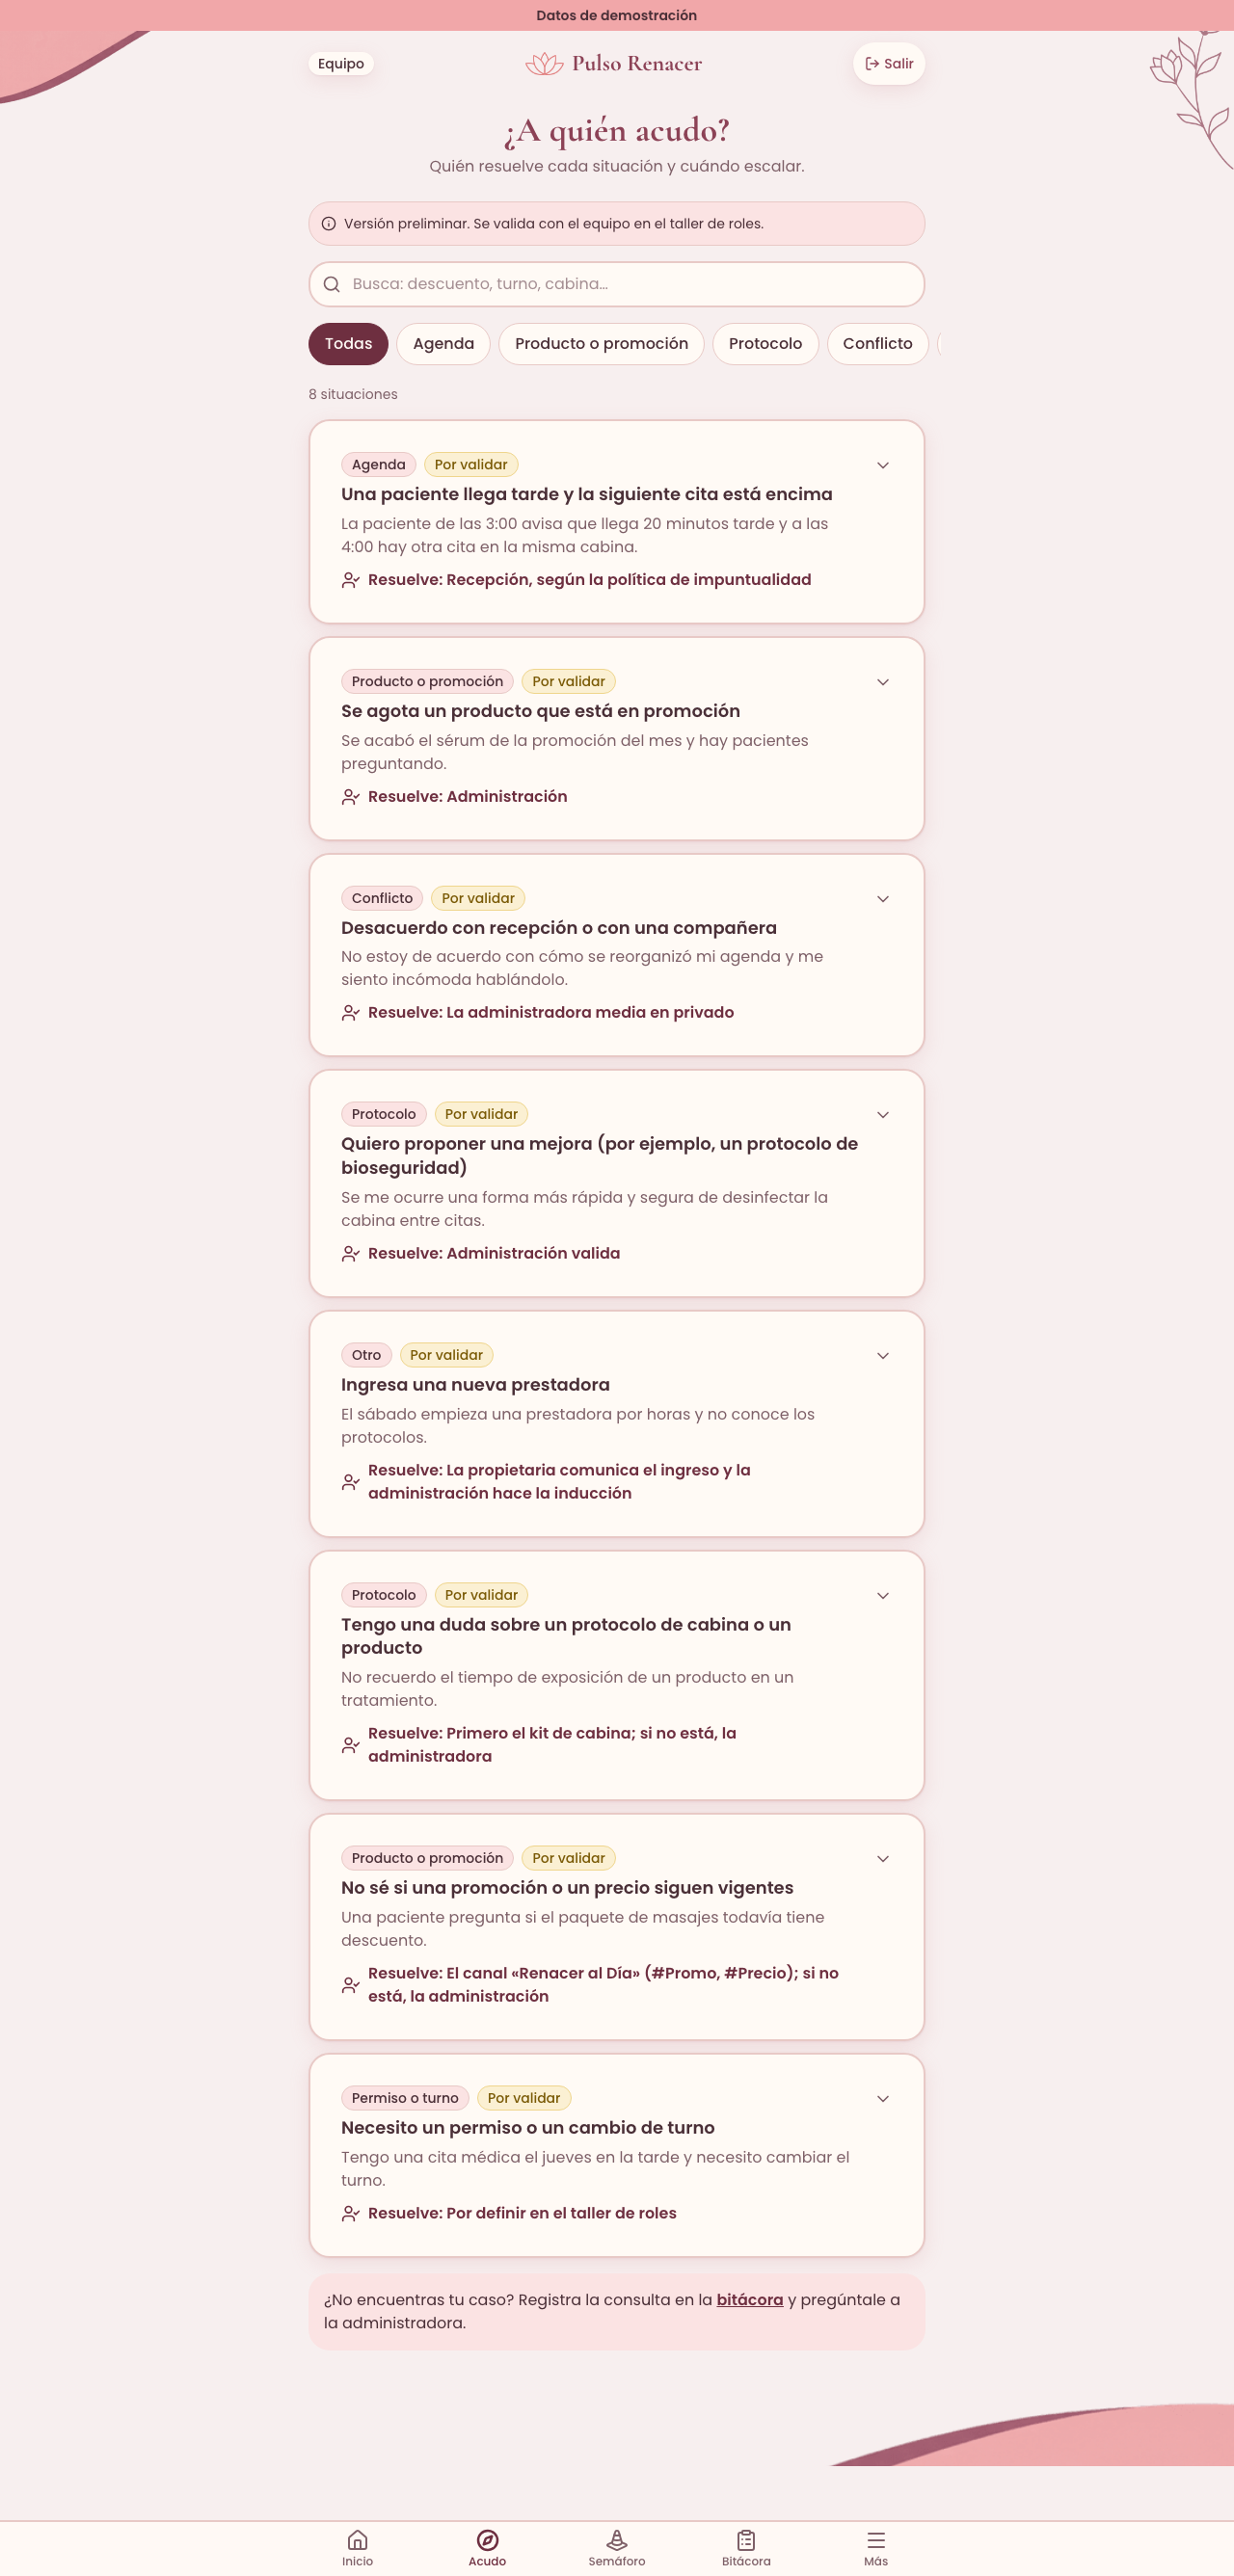 Datos de demostración
Equipo
Pulso Renacer
Salir
¿A quién acudo?
Quién resuelve cada situación y cuándo escalar.
Versión preliminar. Se valida con el equipo en el taller de roles.
Busca: descuento, turno, cabina…
Todas
Agenda
Producto o promoción
Protocolo
Conflicto
8 situaciones
Agenda
Por validar
Una paciente llega tarde y la siguiente cita está encima
La paciente de las 3:00 avisa que llega 20 minutos tarde y a las
4:00 hay otra cita en la misma cabina.
Resuelve: Recepción, según la política de impuntualidad
Producto o promoción
Por validar
Se agota un producto que está en promoción
Se acabó el sérum de la promoción del mes y hay pacientes
preguntando.
Resuelve: Administración
Conflicto
Por validar
Desacuerdo con recepción o con una compañera
No estoy de acuerdo con cómo se reorganizó mi agenda y me
siento incómoda hablándolo.
Resuelve: La administradora media en privado
Protocolo
Por validar
Quiero proponer una mejora (por ejemplo, un protocolo de
bioseguridad)
Se me ocurre una forma más rápida y segura de desinfectar la
cabina entre citas.
Resuelve: Administración valida
Otro
Por validar
Ingresa una nueva prestadora
El sábado empieza una prestadora por horas y no conoce los
protocolos.
Resuelve: La propietaria comunica el ingreso y la
administración hace la inducción
Protocolo
Por validar
Tengo una duda sobre un protocolo de cabina o un
producto
No recuerdo el tiempo de exposición de un producto en un
tratamiento.
Resuelve: Primero el kit de cabina; si no está, la
administradora
Producto o promoción
Por validar
No sé si una promoción o un precio siguen vigentes
Una paciente pregunta si el paquete de masajes todavía tiene
descuento.
Resuelve: El canal «Renacer al Día» (#Promo, #Precio); si no
está, la administración
Permiso o turno
Por validar
Necesito un permiso o un cambio de turno
Tengo una cita médica el jueves en la tarde y necesito cambiar el
turno.
Resuelve: Por definir en el taller de roles
¿No encuentras tu caso? Registra la consulta en la bitácora y pregúntale a
la administradora.
Inicio
Acudo
Semáforo
Bitácora
Más